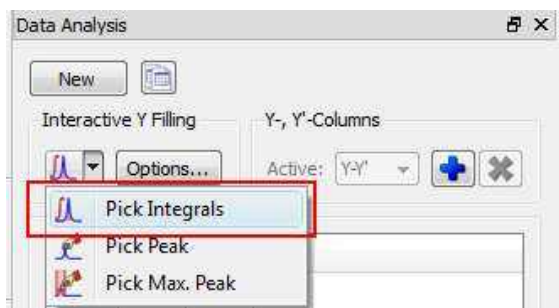 Data Analysis
New
Interactive Y Filling
Y-, Y'-Columns
Options...
Active:
Y-Y'
Pick Integrals
Pick Peak
Pick Max. Peak